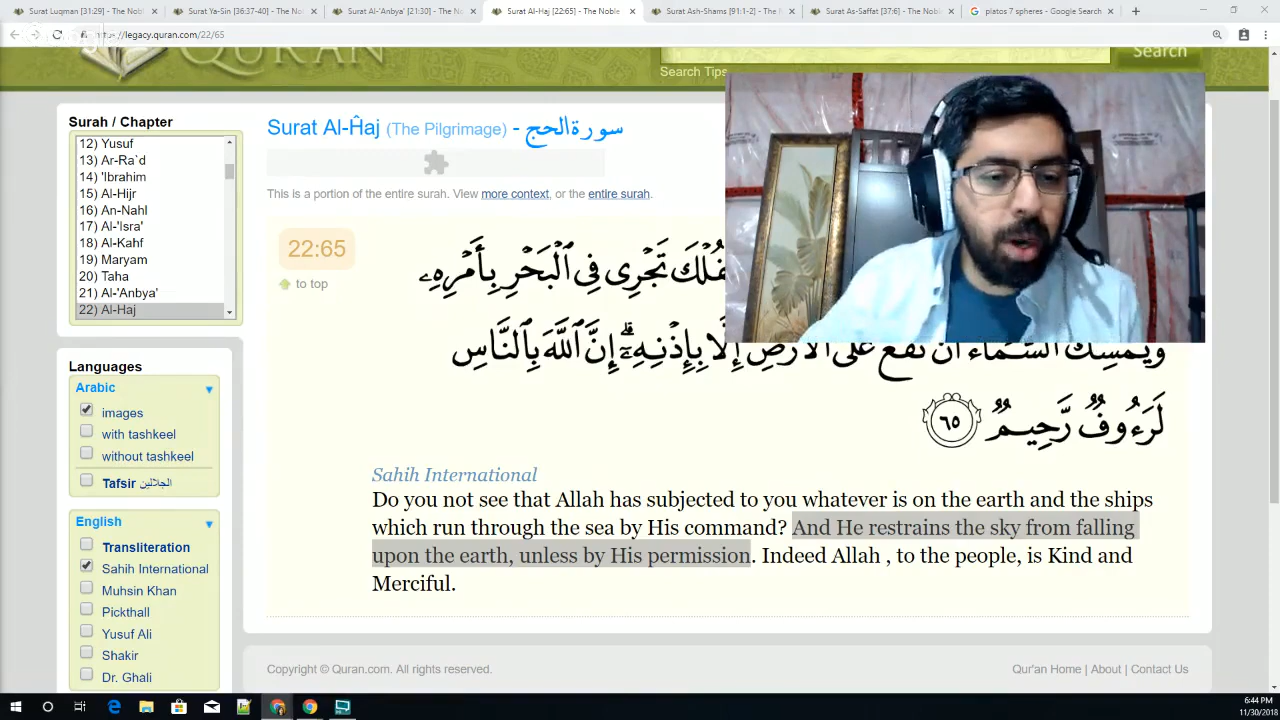 Surat Luqman [31:29] - The Noble
Surat Ya-Sin [36:37-40] - The No
Surat Al-'Anbya' [21:30] - The No
Surat Al-Haj [22:65] - The Noble
Surat Ash-Shams [91:1-2] - The
Surat As-Saffat [37:6] - The Noble
platos 7 spheres - Google Search
https://legacy.quran.com/22/65
QURAN
Search
Search Tips
Surah / Chapter
12) Yusuf
13) Ar-Ra`d
14) 'Ibrahim
15) Al-Hijr
16) An-Nahl
17) Al-'Isra'
18) Al-Kahf
19) Maryam
20) Taha
21) Al-'Anbya'
22) Al-Haj
Languages
Arabic
images
with tashkeel
without tashkeel
Tafsir الجلالين
English
Transliteration
Sahih International
Muhsin Khan
Pickthall
Yusuf Ali
Shakir
Dr. Ghali
Surat Al-Ĥaj (The Pilgrimage) - سورة الحج
This is a portion of the entire surah. View more context, or the entire surah.
22:65
to top
تَجْرِى فِى ٱلْبَحْرِ بِأَمْرِهِۦ
وَيُمْسِكُ ٱلسَّمَآءَ أَن تَقَعَ عَلَى ٱلْأَرْضِ إِلَّا بِإِذْنِهِۦٓ ۗ إِنَّ ٱللَّهَ بِٱلنَّاسِ
لَرَءُوفٌ رَّحِيمٌ ٦٥
Sahih International
Do you not see that Allah has subjected to you whatever is on the earth and the ships
which run through the sea by His command? And He restrains the sky from falling
upon the earth, unless by His permission. Indeed Allah , to the people, is Kind and
Merciful.
Copyright © Quran.com. All rights reserved.
Qur'an Home | About | Contact Us
6:44 PM
11/30/2018